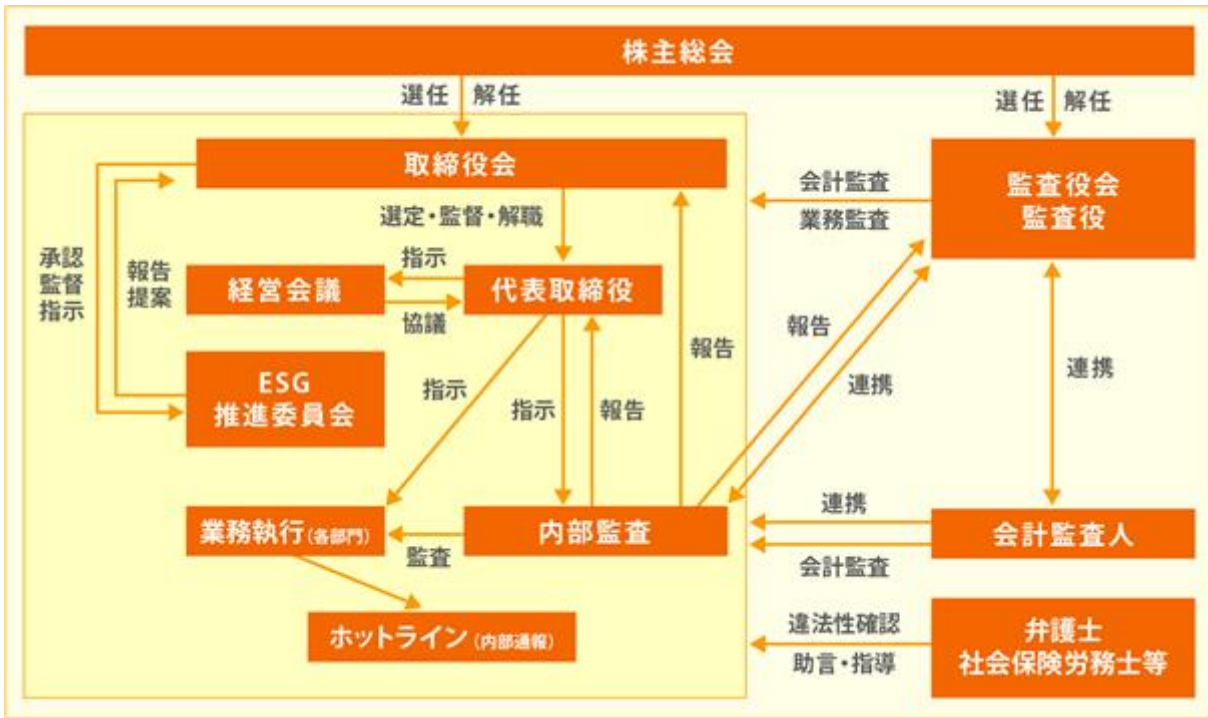 株主総会
選任 解任
選任 解任
取締役会
監査役会
監査役
会計監査
業務監査
選定・監督・解職
承認
監督
指示
報告
提案
指示
経営会議
代表取締役
協議
報告
報告
連携
連携
ESG
推進委員会
指示
指示
報告
業務執行(各部門)
内部監査
監査
連携
会計監査
会計監査人
ホットライン(内部通報)
違法性確認
助言・指導
弁護士
社会保険労務士等